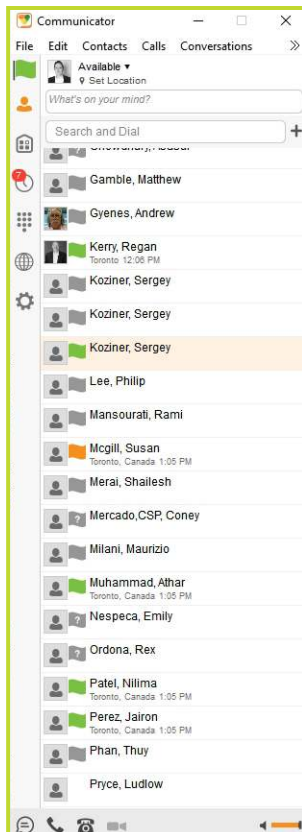 Communicator
File Edit Contacts Calls Conversations
Available
Set Location
What's on your mind?
Search and Dial
7
Gamble, Matthew
Gyenes, Andrew
Kerry, Regan
Toronto 12:06 PM
Koziner, Sergey
Koziner, Sergey
Koziner, Sergey
Lee, Philip
Mansourati, Rami
Mcgill, Susan
Toronto, Canada 1:05 PM
Merai, Shailesh
? Mercado,CSP, Coney
Milani, Maurizio
Muhammad, Athar
Toronto, Canada 1:05 PM
? Nespeca, Emily
? Ordona, Rex
Patel, Nilima
Toronto, Canada 1:05 PM
Perez, Jairon
Toronto, Canada 1:05 PM
Phan, Thuy
Pryce, Ludlow